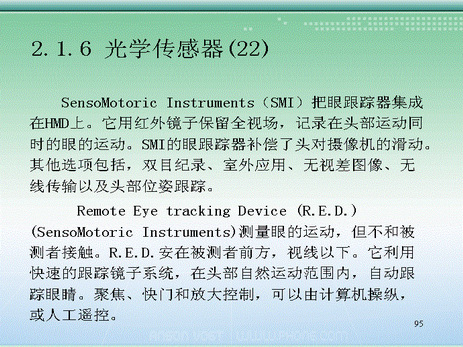 2.1.6 光学传感器(22)
SensoMotoric Instruments（SMI）把眼跟踪器集成
在HMD上。它用红外镜子保留全视场，记录在头部运动同
时的眼的运动。SMI的眼跟踪器补偿了头对摄像机的滑动。
其他选项包括，双目纪录、室外应用、无视差图像、无
线传输以及头部位姿跟踪。
Remote Eye tracking Device (R.E.D.)
(SensoMotoric Instruments)测量眼的运动，但不和被
测者接触。R.E.D.安在被测者前方，视线以下。它利用
快速的跟踪镜子系统，在头部自然运动范围内，自动跟
踪眼睛。聚焦、快门和放大控制，可以由计算机操纵，
或人工遥控。
95